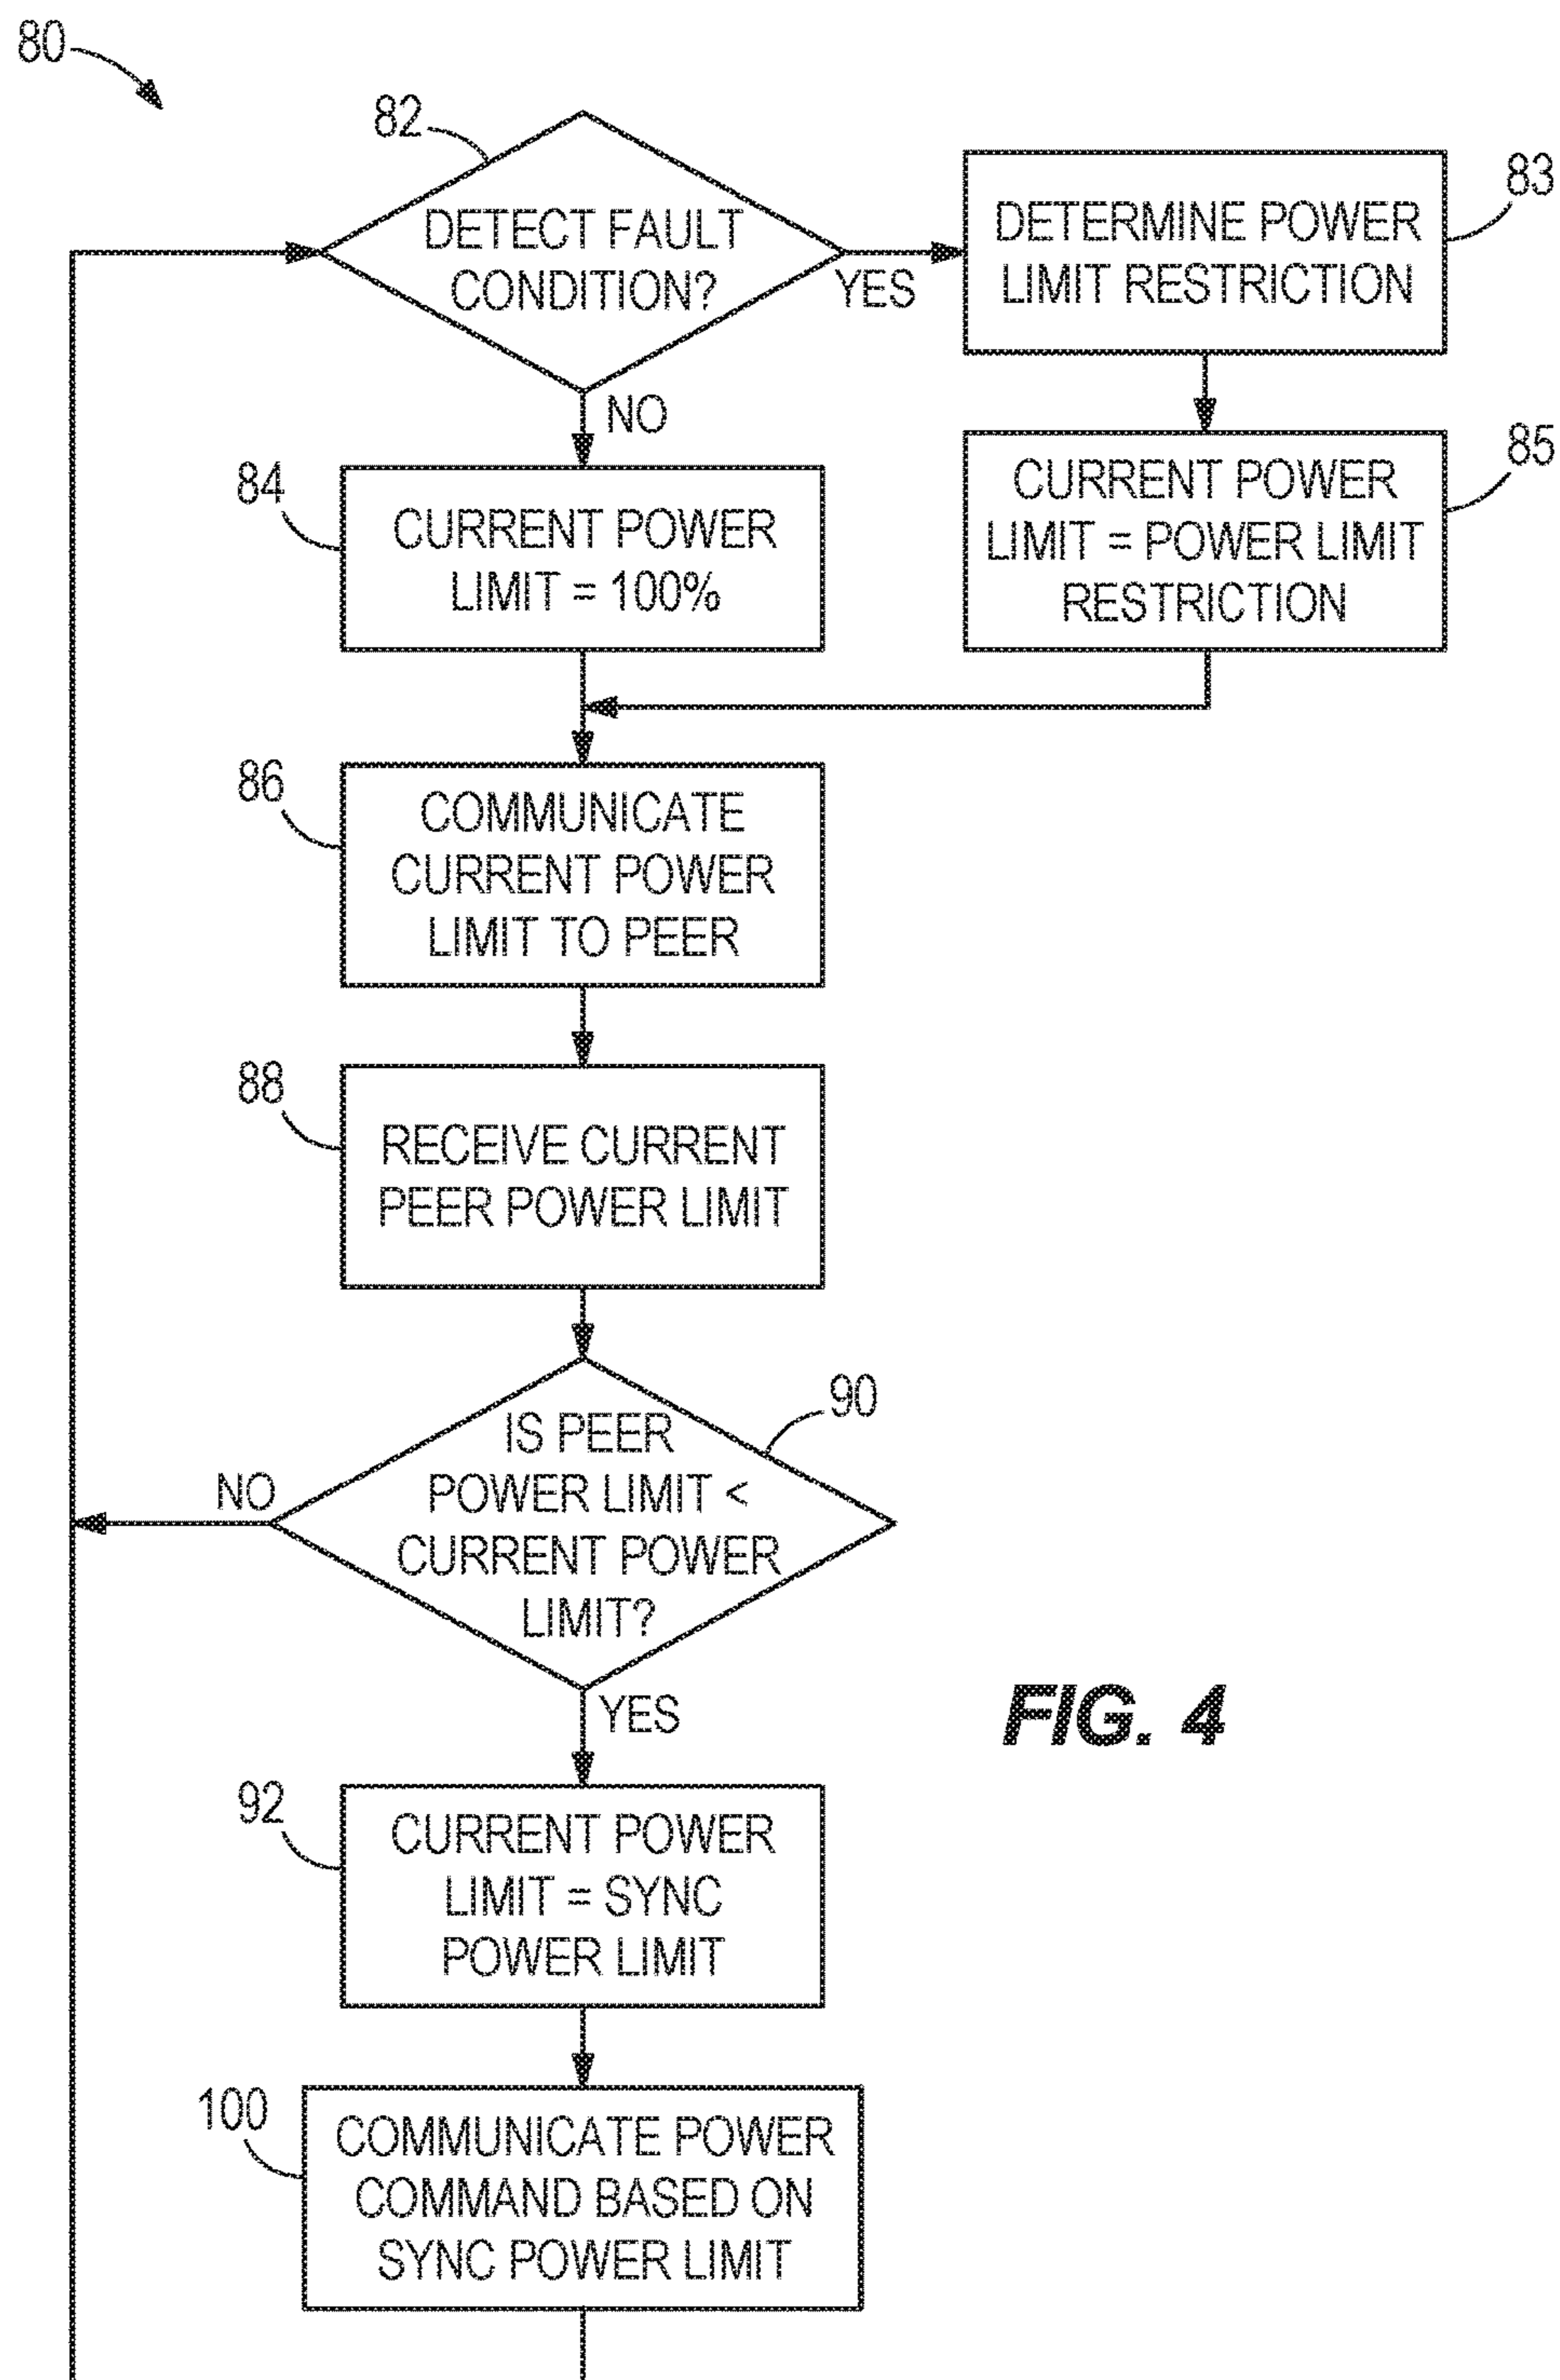 80
82
DETECT FAULT
CONDITION?
YES
NO
83
DETERMINE POWER
LIMIT RESTRICTION
84
CURRENT POWER
LIMIT = 100%
85
CURRENT POWER
LIMIT = POWER LIMIT
RESTRICTION
86
COMMUNICATE
CURRENT POWER
LIMIT TO PEER
88
RECEIVE CURRENT
PEER POWER LIMIT
90
IS PEER
POWER LIMIT <
CURRENT POWER
LIMIT?
NO
YES
FIG. 4
92
CURRENT POWER
LIMIT = SYNC
POWER LIMIT
100
COMMUNICATE POWER
COMMAND BASED ON
SYNC POWER LIMIT